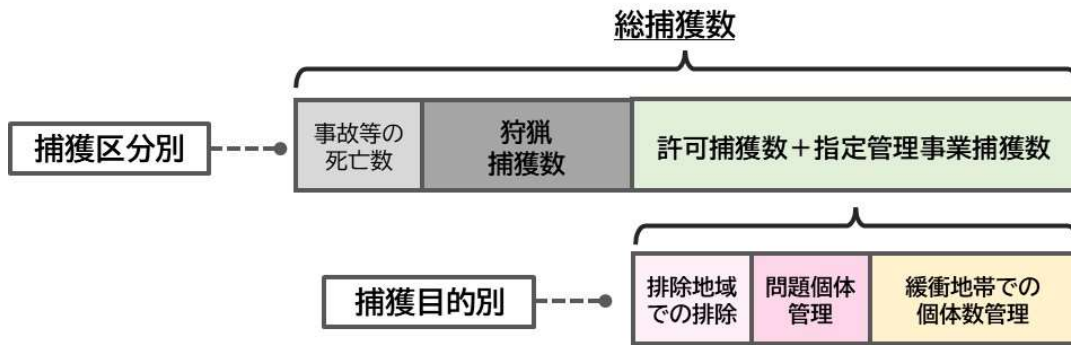 総捕獲数
捕獲区分別
事故等の
死亡数
狩猟
捕獲数
許可捕獲数＋指定管理事業捕獲数
捕獲目的別
排除地域
での排除
問題個体
管理
緩衝地帯での
個体数管理